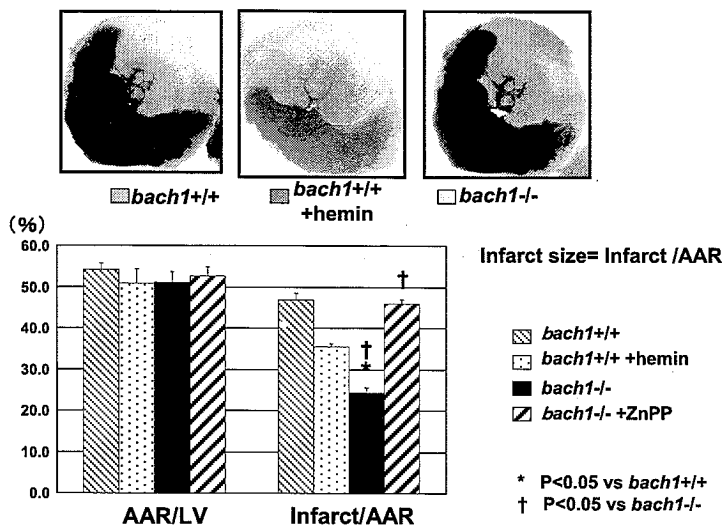 bach1+/+
bach1+/+
+hemin
bach1-/-
(%)
60.0
50.0
40.0
30.0
20.0
10.0
0.0
†
*
†
AAR/LV
Infarct/AAR
Infarct size= Infarct /AAR
bach1+/+
bach1+/+ +hemin
bach1-/-
bach1-/- +ZnPP
* P<0.05 vs bach1+/+
† P<0.05 vs bach1-/-